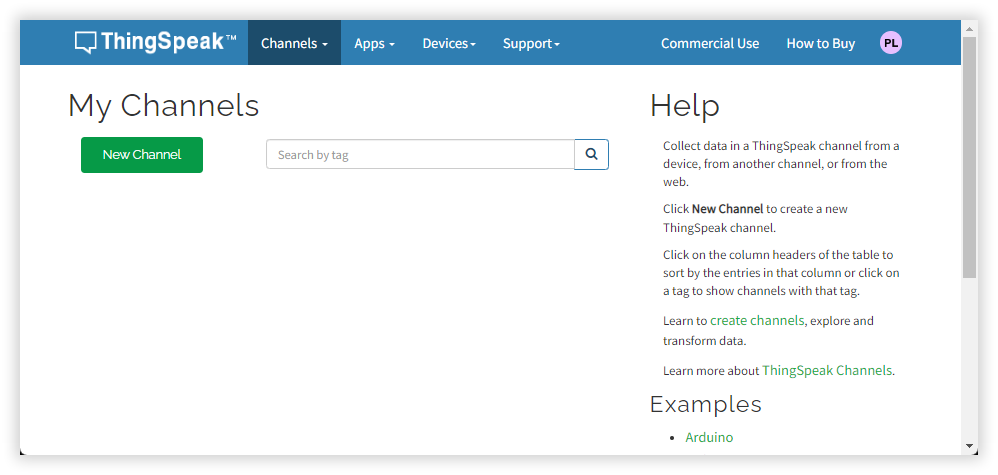 ThingSpeak™ Channels Apps Devices Support Commercial Use How to Buy PL
My Channels
New Channel
Search by tag
Help
Collect data in a ThingSpeak channel from a
device, from another channel, or from the
web.
Click New Channel to create a new
ThingSpeak channel.
Click on the column headers of the table to
sort by the entries in that column or click on
a tag to show channels with that tag.
Learn to create channels, explore and
transform data.
Learn more about ThingSpeak Channels.
Examples
• Arduino